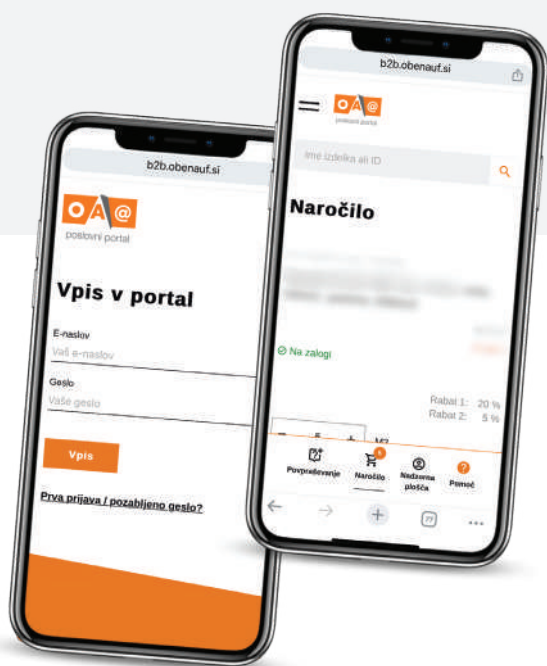 b2b.obenauf.si
OA@
poslovni portal
Vpis v portal
E-naslov
Vaš e-naslov
Geslo
Vaše geslo
Vpis
Prva prijava / pozabljeno geslo?
b2b.obenauf.si
OA@
poslovni portal
Ime izdelka ali ID
Naročilo
Na zalogi
Rabat 1: 20 %
Rabat 2: 5 %
Povpraševanje
Naročilo
Nadzorna
plošča
Pomoč
77